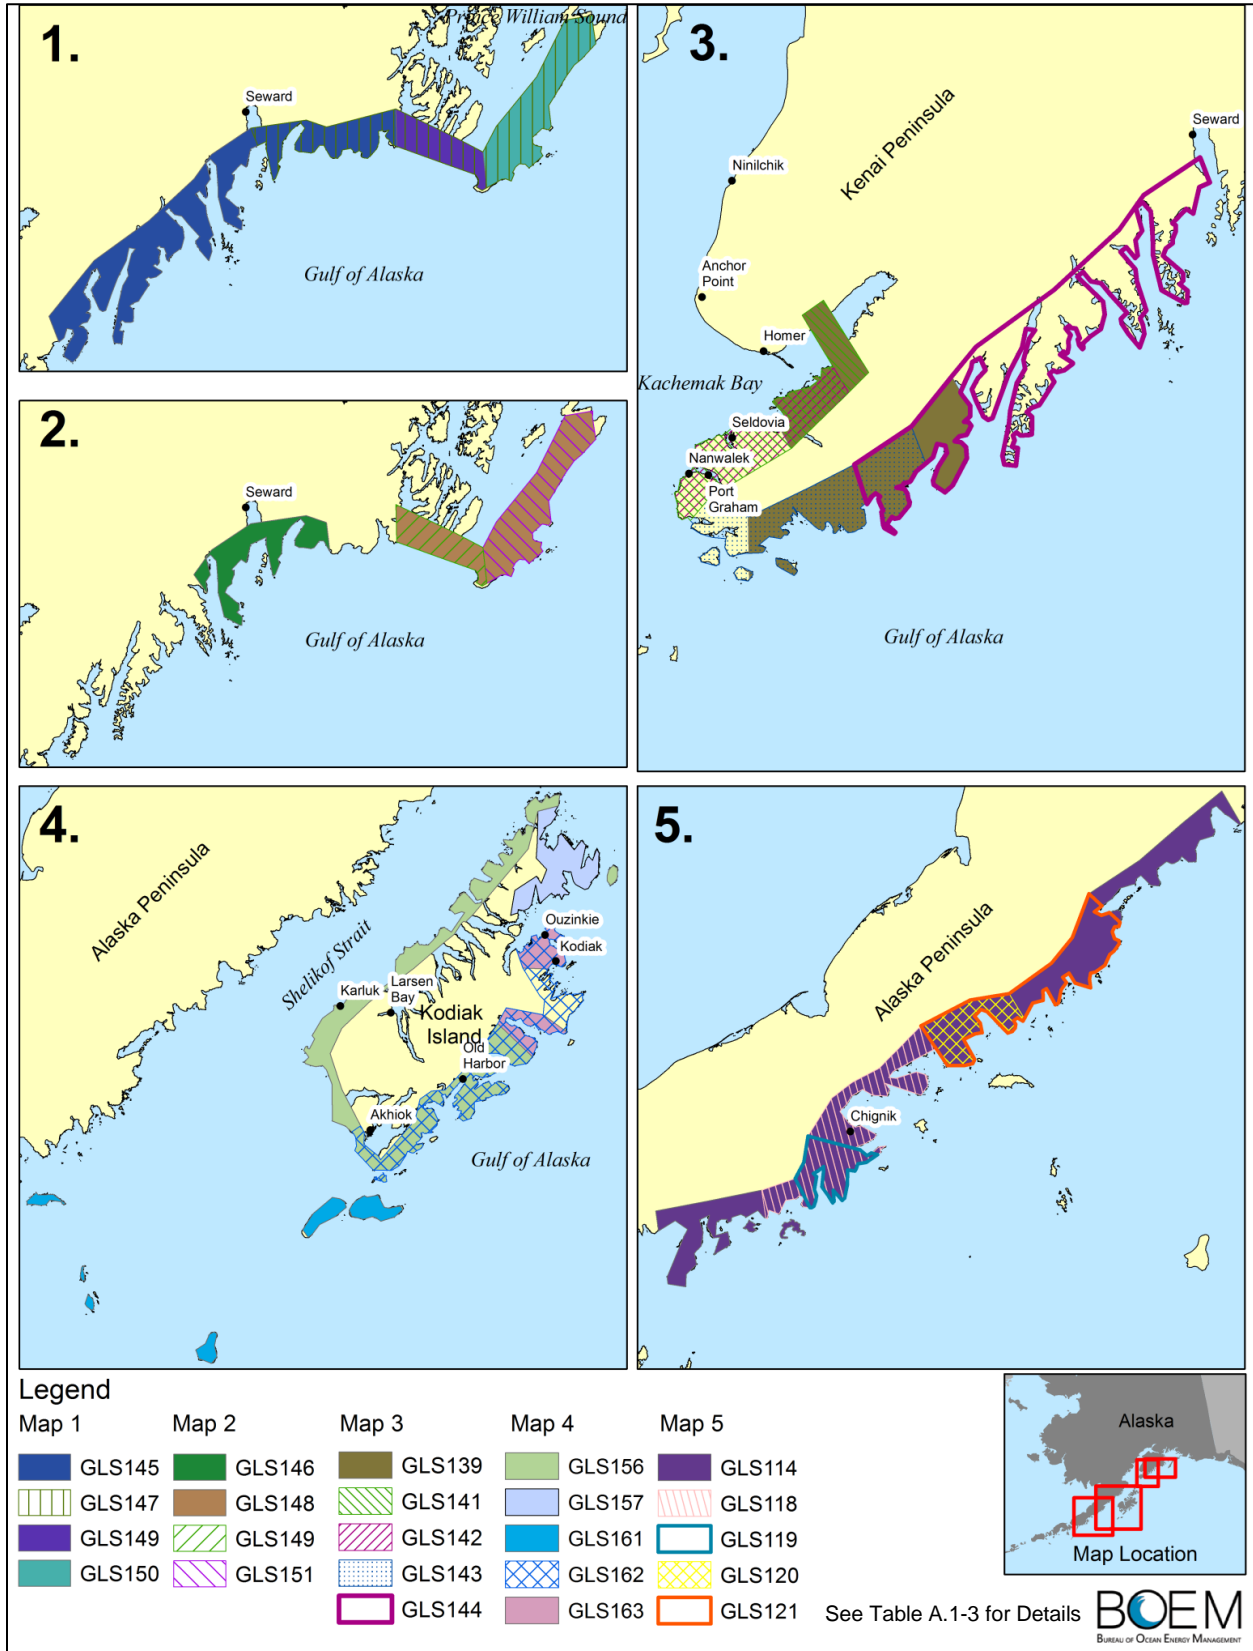 1.
Prince William Sound
Seward
Gulf of Alaska
2.
Seward
Gulf of Alaska
3.
Seward
Kenai Peninsula
Ninilchik
Anchor
Point
Homer
Kachemak Bay
Seldovia
Nanwalek
Port
Graham
Gulf of Alaska
4.
Alaska Peninsula
Shelikof Strait
Ouzinkie
Kodiak
Karluk
Larsen
Bay
Kodiak
Island
Old
Harbor
Akhiok
Gulf of Alaska
5.
Alaska Peninsula
Chignik
Legend
Map 1
GLS145
GLS147
GLS149
GLS150
Map 2
GLS146
GLS148
GLS149
GLS151
Map 3
GLS139
GLS141
GLS142
GLS143
GLS144
Map 4
GLS156
GLS157
GLS161
GLS162
GLS163
Map 5
GLS114
GLS118
GLS119
GLS120
GLS121
Alaska
Map Location
See Table A.1-3 for Details
BOEM
BUREAU OF OCEAN ENERGY MANAGEMENT